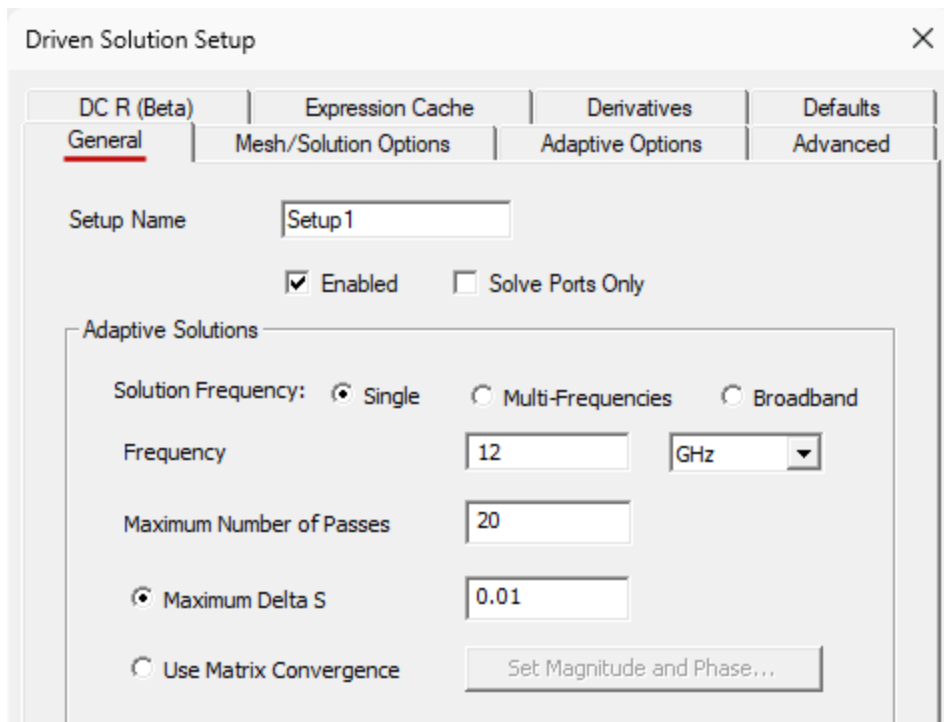 Driven Solution Setup
DC R (Beta) Expression Cache Derivatives Defaults
General Mesh/Solution Options Adaptive Options Advanced
Setup Name Setup1
Enabled Solve Ports Only
Adaptive Solutions
Solution Frequency: Single Multi-Frequencies Broadband
Frequency 12 GHz
Maximum Number of Passes 20
Maximum Delta S 0.01
Use Matrix Convergence Set Magnitude and Phase...